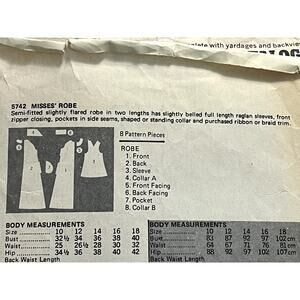 plete with yardages and backvie
5742 MISSES' ROBE
Semi-fitted slightly flared robe in two lengths has slightly belled full length raglan sleeves, front
zipper closing, pockets in side seams, shaped or standing collar and purchased ribbon or braid trim.
8 Pattern Pieces
ROBE
1. Front
2. Back
3. Sleeve
4. Collar A
5. Front Facing
6. Back Facing
7. Pocket
8. Collar B
BODY MEASUREMENTS
Size 10 12 14 16 18
Bust 32½ 34 36 38 40
Waist 25 26½ 28 30 32
Hip 34½ 36 38 40 42
Back Waist Length
BODY MEASUREMENTS
Size 10 12 14 16 18
Bust 83 87 92 97 102cm
Waist 64 67 71 76 81
Hip 88 92 97 102 107cm
Back Waist Length